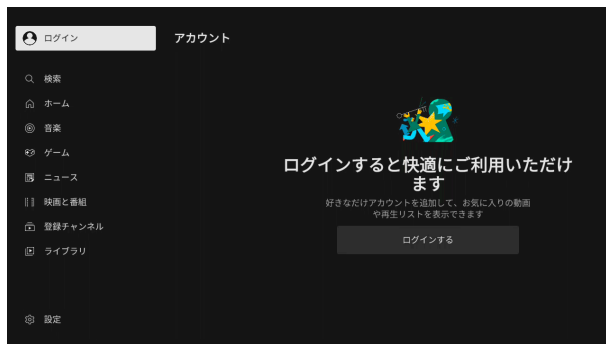 ログイン
アカウント
検索
ホーム
音楽
ゲーム
ニュース
映画と番組
登録チャンネル
ライブラリ
設定
ログインすると快適にご利用いただけ
ます
好きなだけアカウントを追加して、お気に入りの動画
や再生リストを表示できます
ログインする